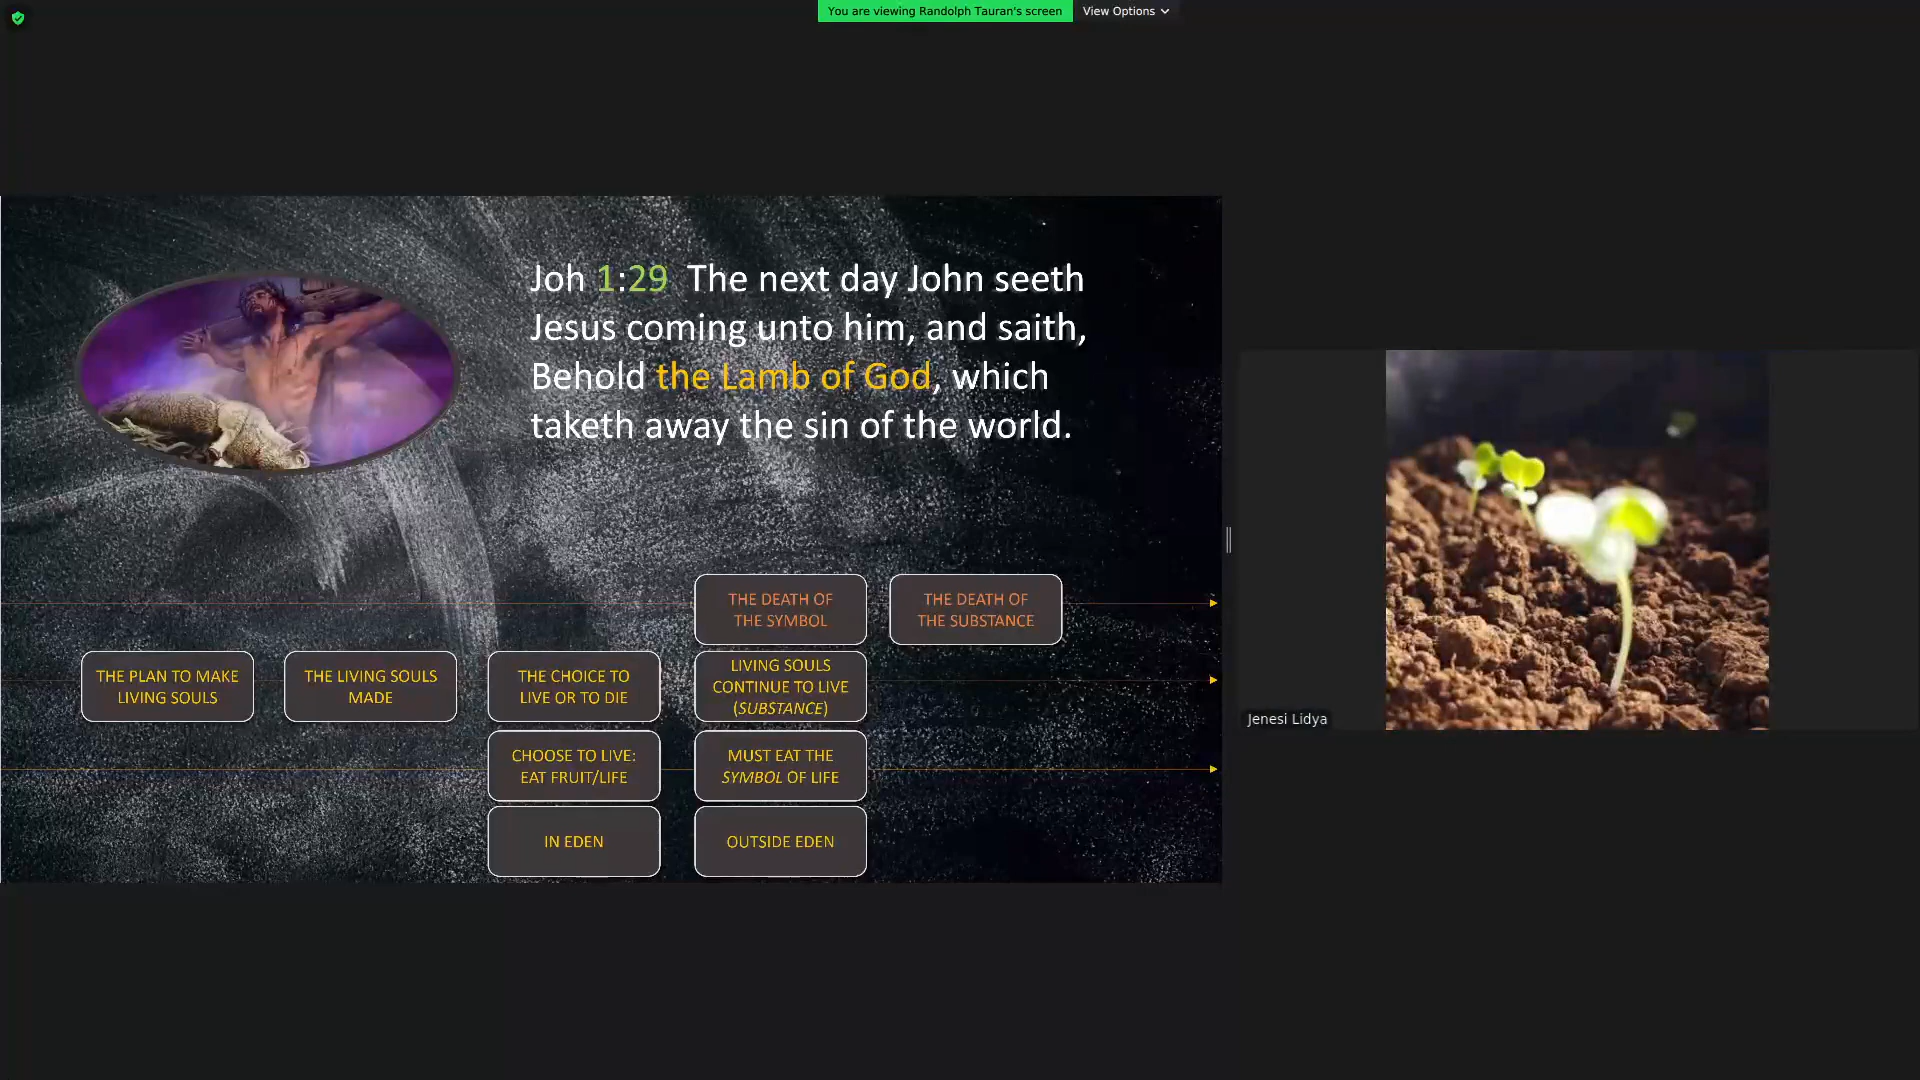 You are viewing Randolph Tauran's screen
View Options
Joh 1:29 The next day John seeth
Jesus coming unto him, and saith,
Behold the Lamb of God, which
taketh away the sin of the world.
THE DEATH OF
THE SYMBOL
THE DEATH OF
THE SUBSTANCE
THE PLAN TO MAKE
LIVING SOULS
THE LIVING SOULS
MADE
THE CHOICE TO
LIVE OR TO DIE
LIVING SOULS
CONTINUE TO LIVE
(SUBSTANCE)
CHOOSE TO LIVE:
EAT FRUIT/LIFE
MUST EAT THE
SYMBOL OF LIFE
IN EDEN
OUTSIDE EDEN
Jenesi Lidya